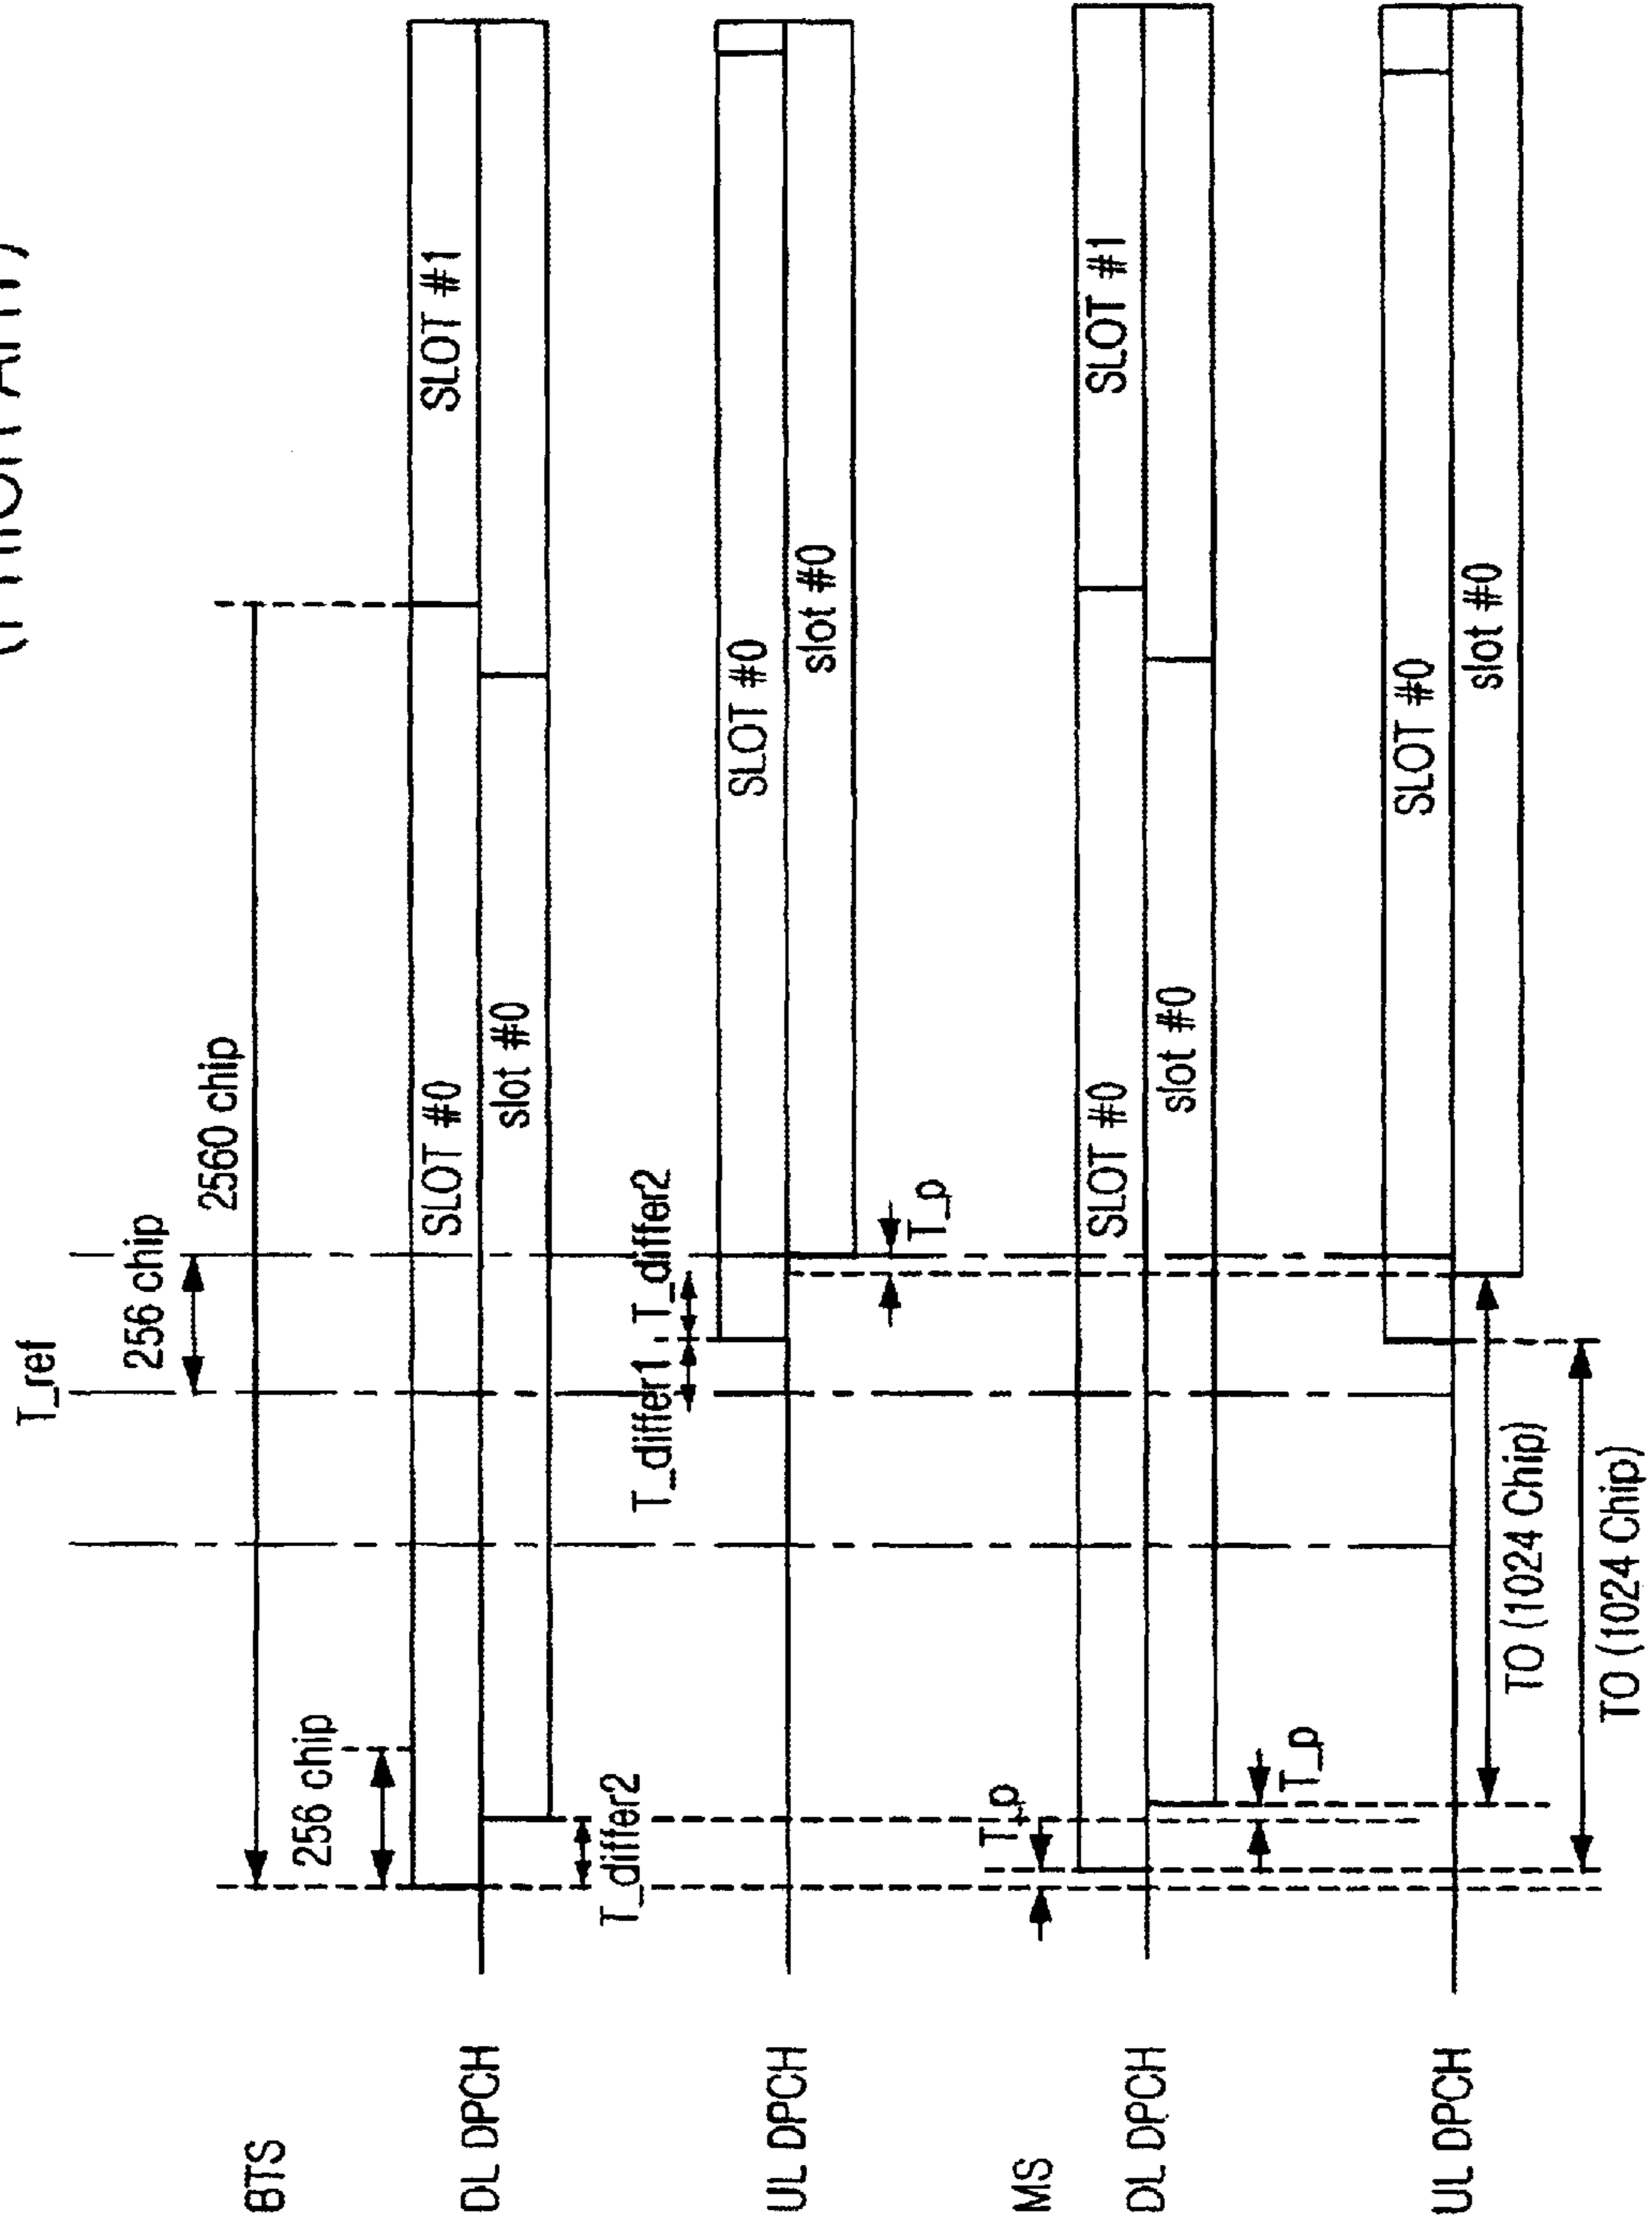 (PRIOR ART)
T_ref
256 chip
2560 chip
BTS
256 chip
DL DPCH
SLOT #0
SLOT #1
slot #0
T_differ2
T_differ1
T_differ2
UL DPCH
SLOT #0
slot #0
T_p
MS
T_p
DL DPCH
SLOT #0
SLOT #1
slot #0
T_p
UL DPCH
SLOT #0
slot #0
TO (1024 Chip)
TO (1024 Chip)